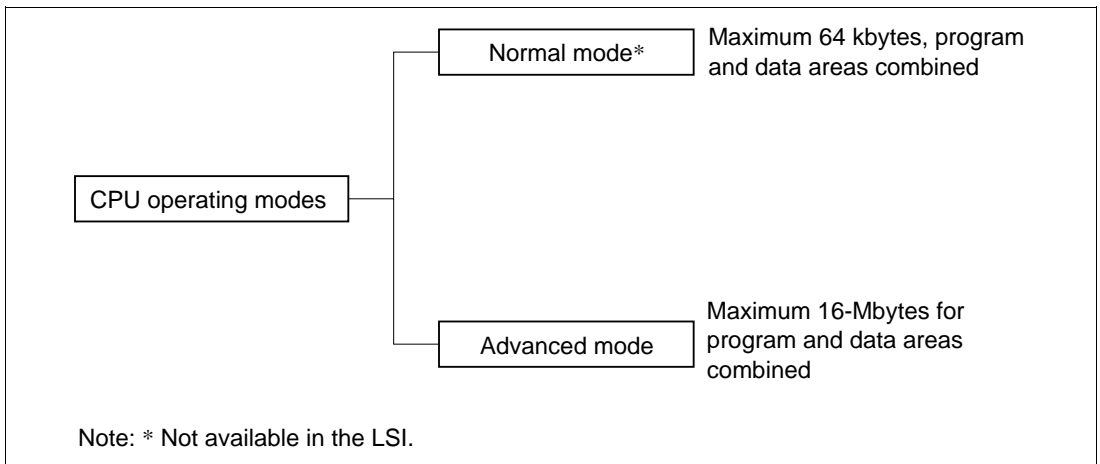 Normal mode*
Maximum 64 kbytes, program
and data areas combined
CPU operating modes
Advanced mode
Maximum 16-Mbytes for
program and data areas
combined
Note: * Not available in the LSI.